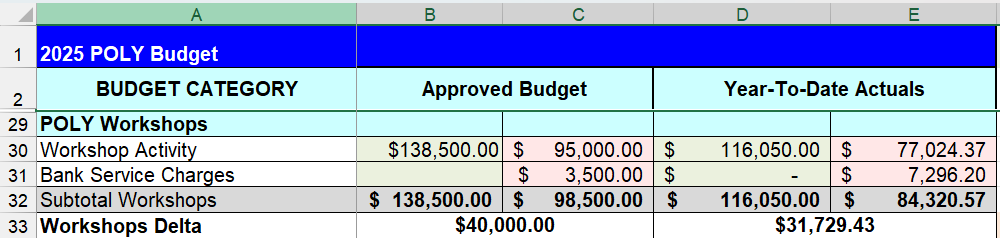 A B C D E
1 2025 POLY Budget
2 BUDGET CATEGORY Approved Budget Year-To-Date Actuals
29 POLY Workshops
30 Workshop Activity $138,500.00 $ 95,000.00 $ 116,050.00 $ 77,024.37
31 Bank Service Charges $ 3,500.00 $ - $ 7,296.20
32 Subtotal Workshops $ 138,500.00 $ 98,500.00 $ 116,050.00 $ 84,320.57
33 Workshops Delta $40,000.00 $31,729.43